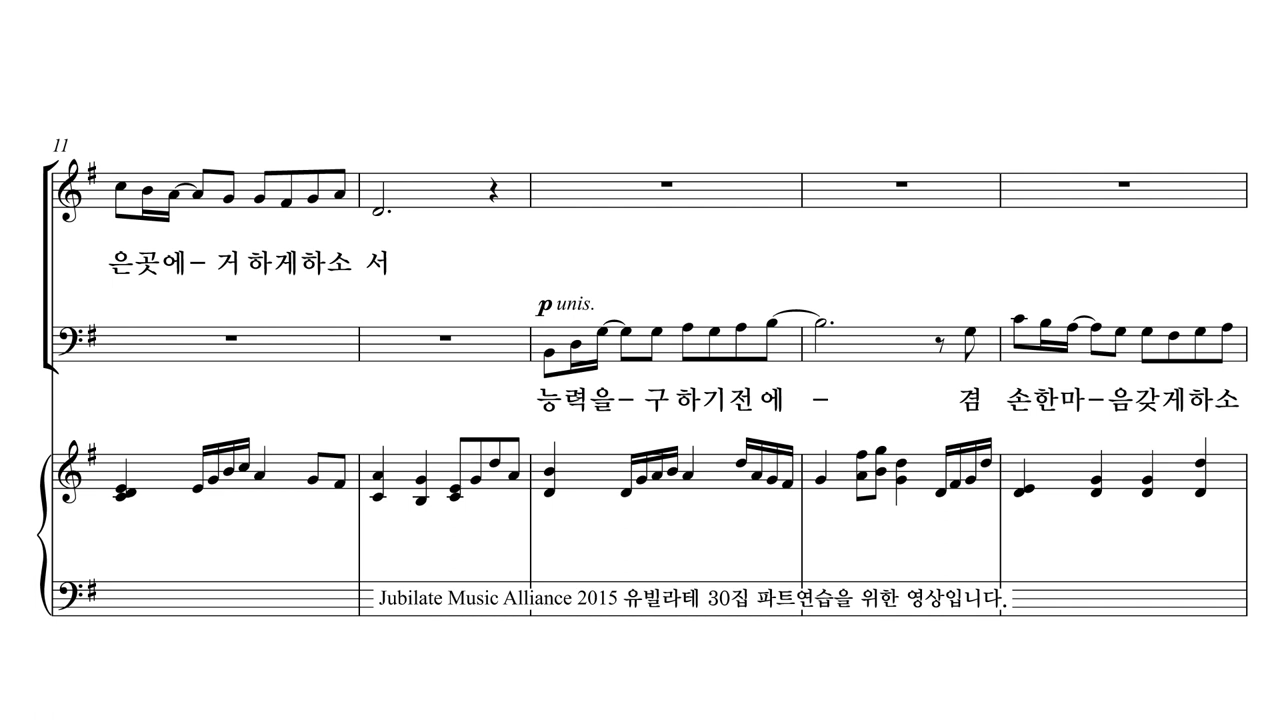 11
은곳에- 거 하게하소 서
p unis.
능력을- 구 하기전 에 - 겸 손한마-음갖게하소
Jubilate Music Alliance 2015 유빌라테 30집 파트연습을 위한 영상입니다.